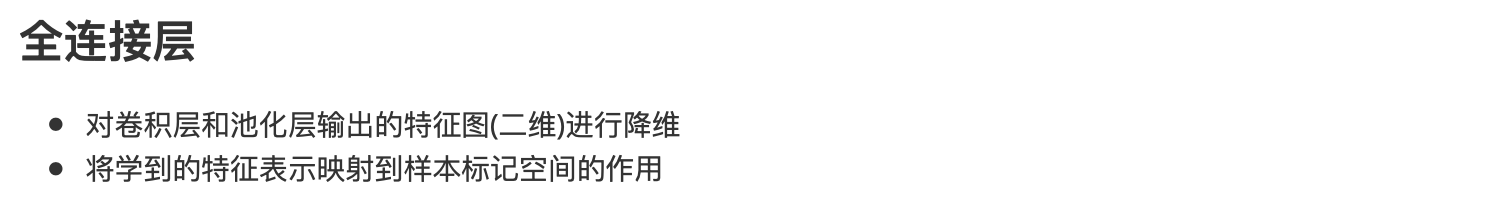 全连接层
• 对卷积层和池化层输出的特征图(二维)进行降维
• 将学到的特征表示映射到样本标记空间的作用